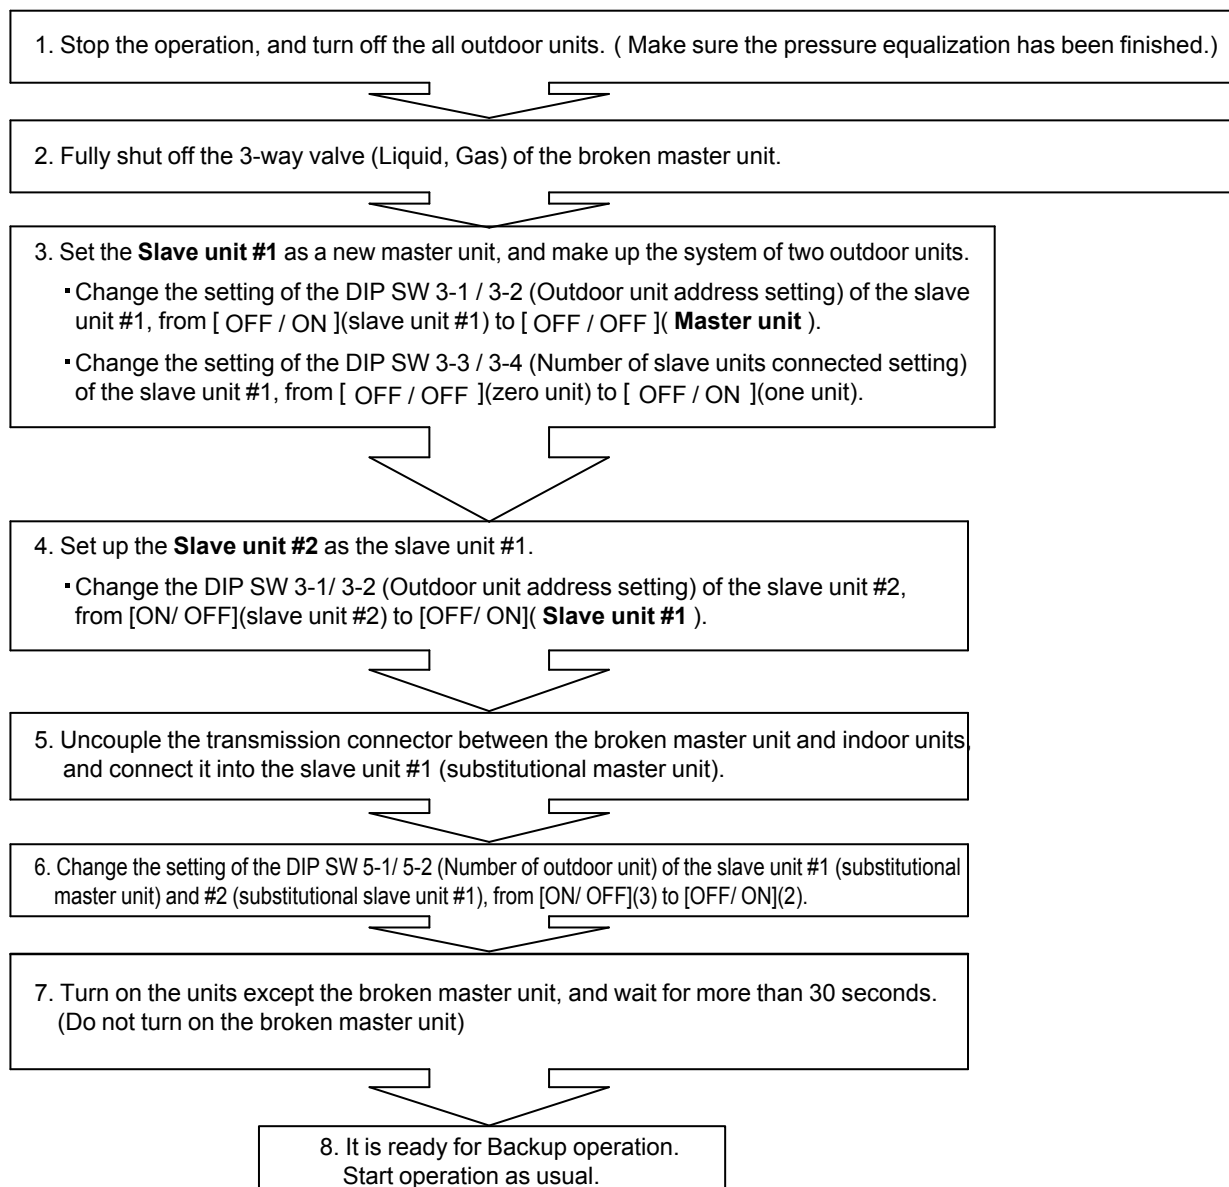 1. Stop the operation, and turn off the all outdoor units. ( Make sure the pressure equalization has been finished.)
2. Fully shut off the 3-way valve (Liquid, Gas) of the broken master unit.
3. Set the Slave unit #1 as a new master unit, and make up the system of two outdoor units.
▪Change the setting of the DIP SW 3-1 / 3-2 (Outdoor unit address setting) of the slave
unit #1, from [ OFF / ON ](slave unit #1) to [ OFF / OFF ]( Master unit ).
▪Change the setting of the DIP SW 3-3 / 3-4 (Number of slave units connected setting)
of the slave unit #1, from [ OFF / OFF ](zero unit) to [ OFF / ON ](one unit).
4. Set up the Slave unit #2 as the slave unit #1.
▪Change the DIP SW 3-1/ 3-2 (Outdoor unit address setting) of the slave unit #2,
from [ON/ OFF](slave unit #2) to [OFF/ ON]( Slave unit #1 ).
5. Uncouple the transmission connector between the broken master unit and indoor units,
and connect it into the slave unit #1 (substitutional master unit).
6. Change the setting of the DIP SW 5-1/ 5-2 (Number of outdoor unit) of the slave unit #1 (substitutional
master unit) and #2 (substitutional slave unit #1), from [ON/ OFF](3) to [OFF/ ON](2).
7. Turn on the units except the broken master unit, and wait for more than 30 seconds.
(Do not turn on the broken master unit)
8. It is ready for Backup operation.
Start operation as usual.